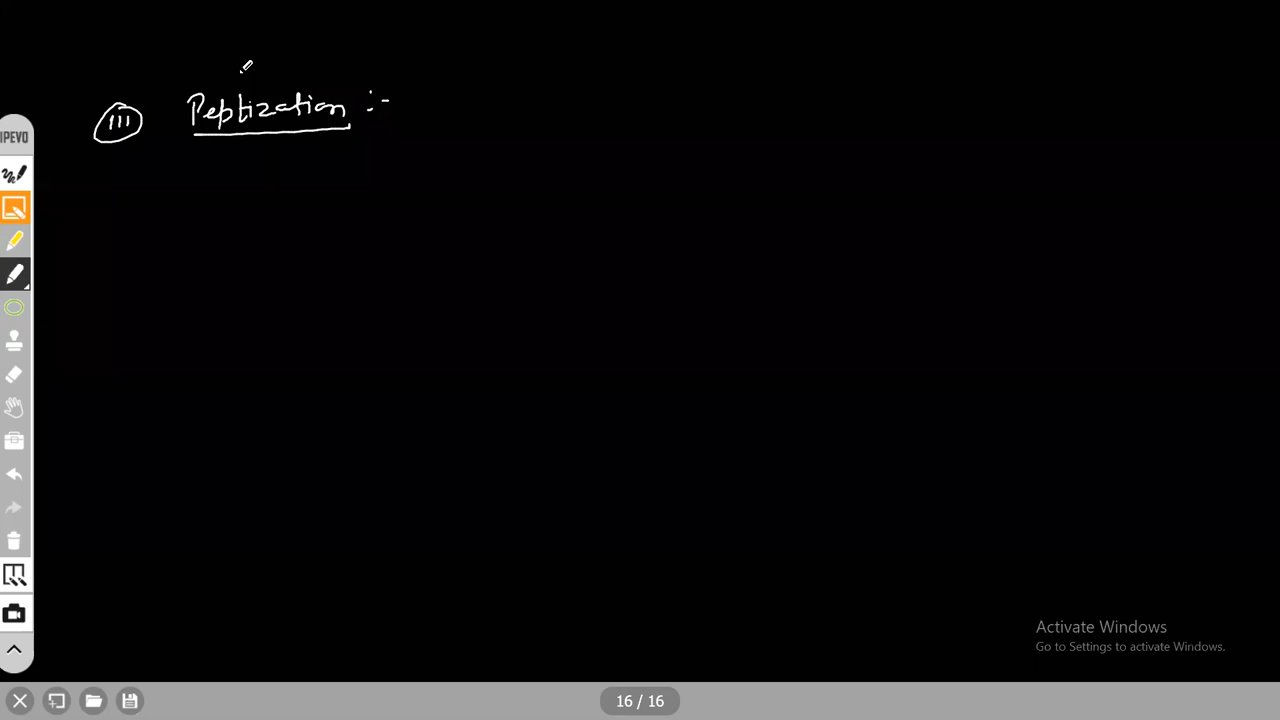 (III) Peptization :-
IPEVO
Activate Windows
Go to Settings to activate Windows.
16 / 16